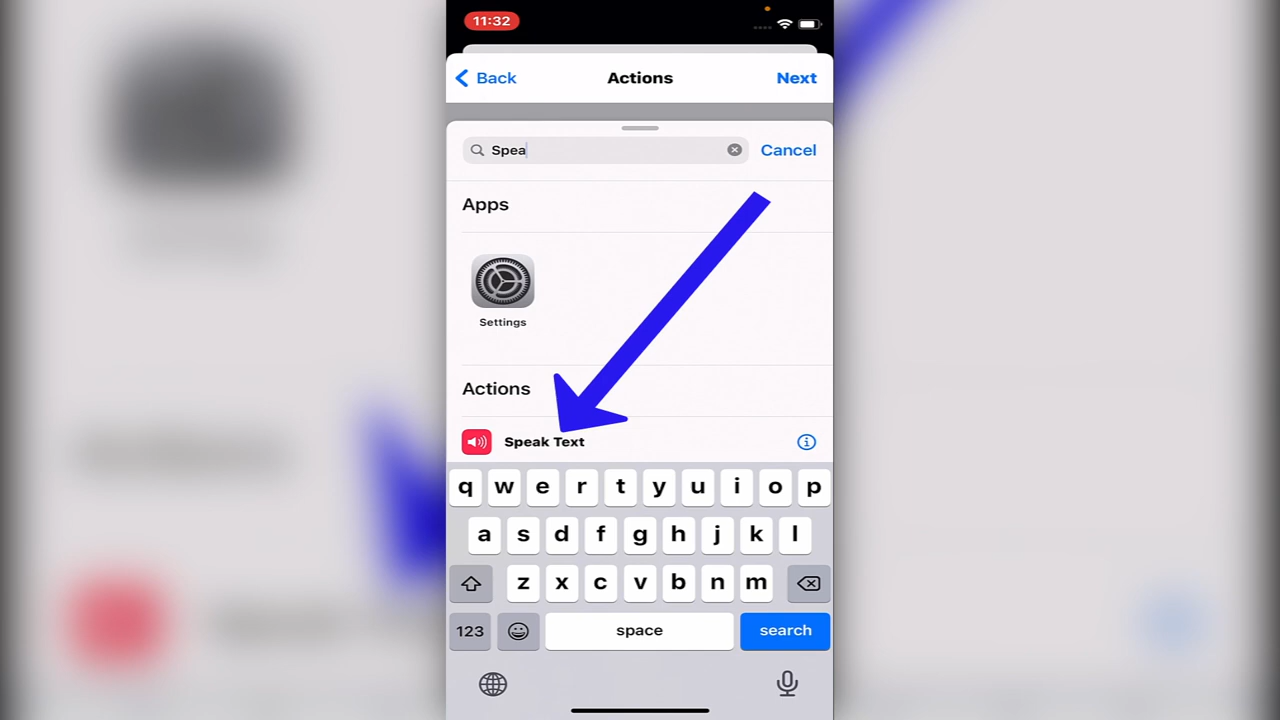 11:32
Back Actions Next
Spea Cancel
Apps
Settings
Actions
Speak Text
q w e r t y u i o p
a s d f g h j k l
z x c v b n m
123 space search